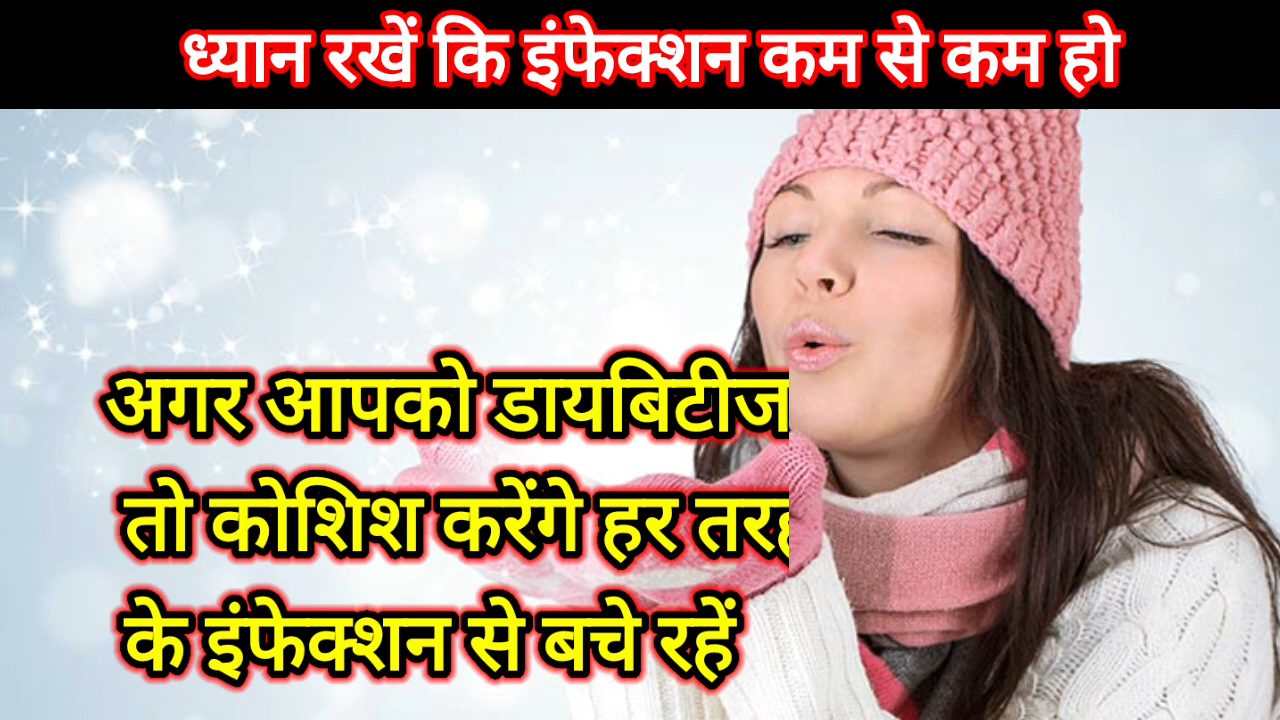 ध्यान रखें कि इंफेक्शन कम से कम हो
अगर आपको डायबिटीज
तो कोशिश करेंगे हर तरह
के इंफेक्शन से बचे रहें